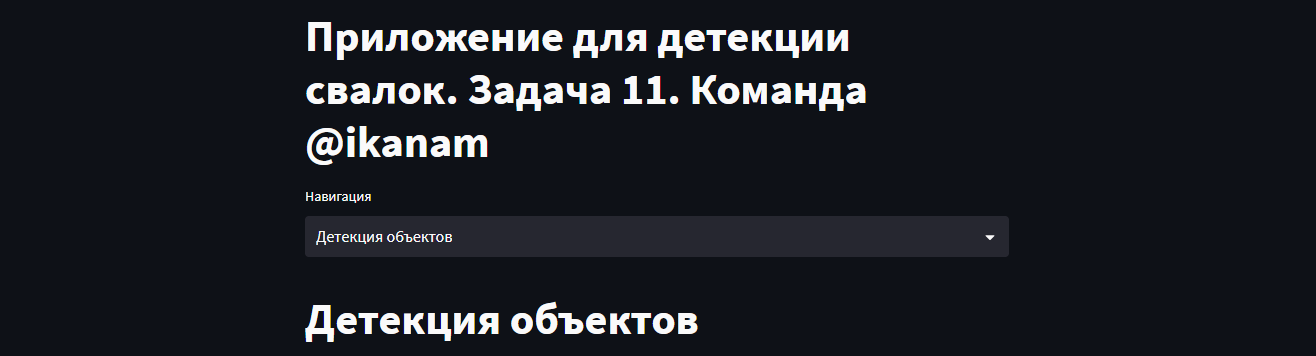 Приложение для детекции
свалок. Задача 11. Команда
@ikanam
Навигация
Детекция объектов
Детекция объектов